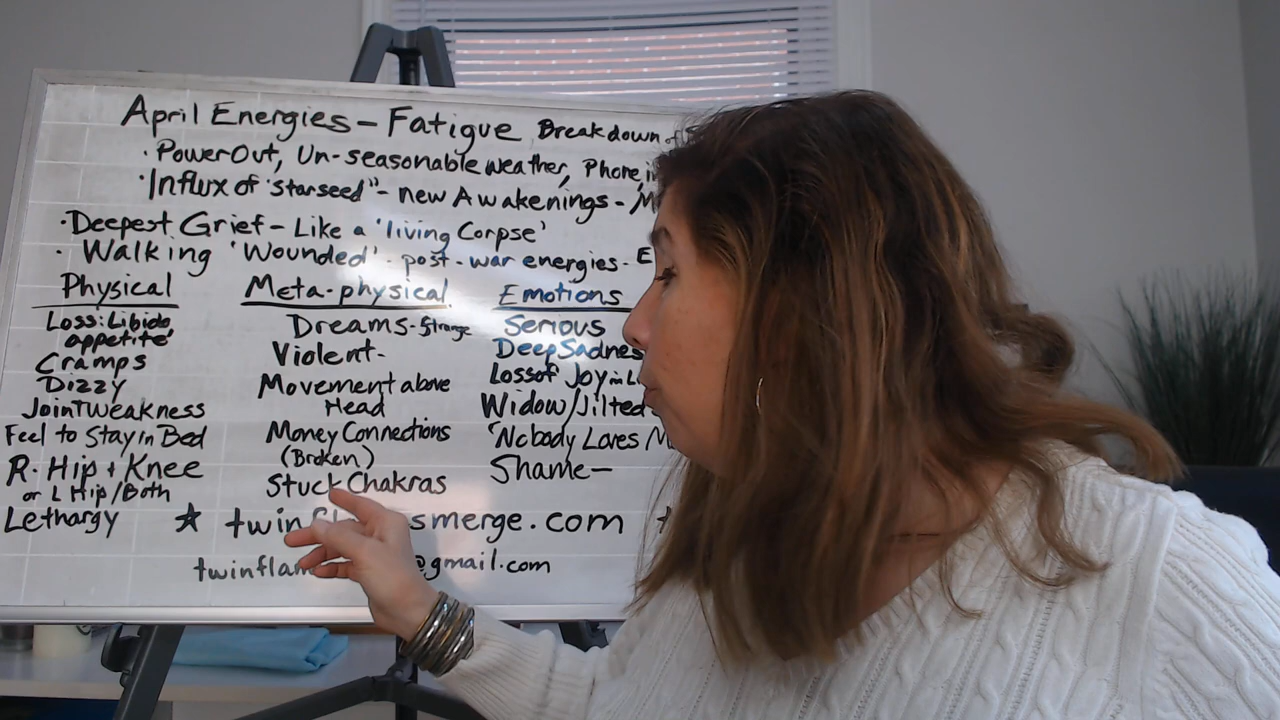 April Energies - Fatigue Breakdown of
· Power Out, Un-seasonable weather, Phone
· Influx of "starseed" - new Awakenings -
· Deepest Grief - Like a 'living Corpse'
· Walking 'Wounded' - post-war energies -
Physical
Loss: Libido,
appetite'
Cramps
Dizzy
Joint Weakness
Feel to Stay in Bed
R. Hip + Knee
or L Hip/Both
Lethargy
Meta-physical
Dreams - Strange
Violent-
Movement above
Head
Money Connections
(Broken)
Stuck Chakras
Emotions
Serious
Deep
Loss of Joy in
Widow/Jilted
'Nobody Loves
Shame-
★ smerge.com
@gmail.com